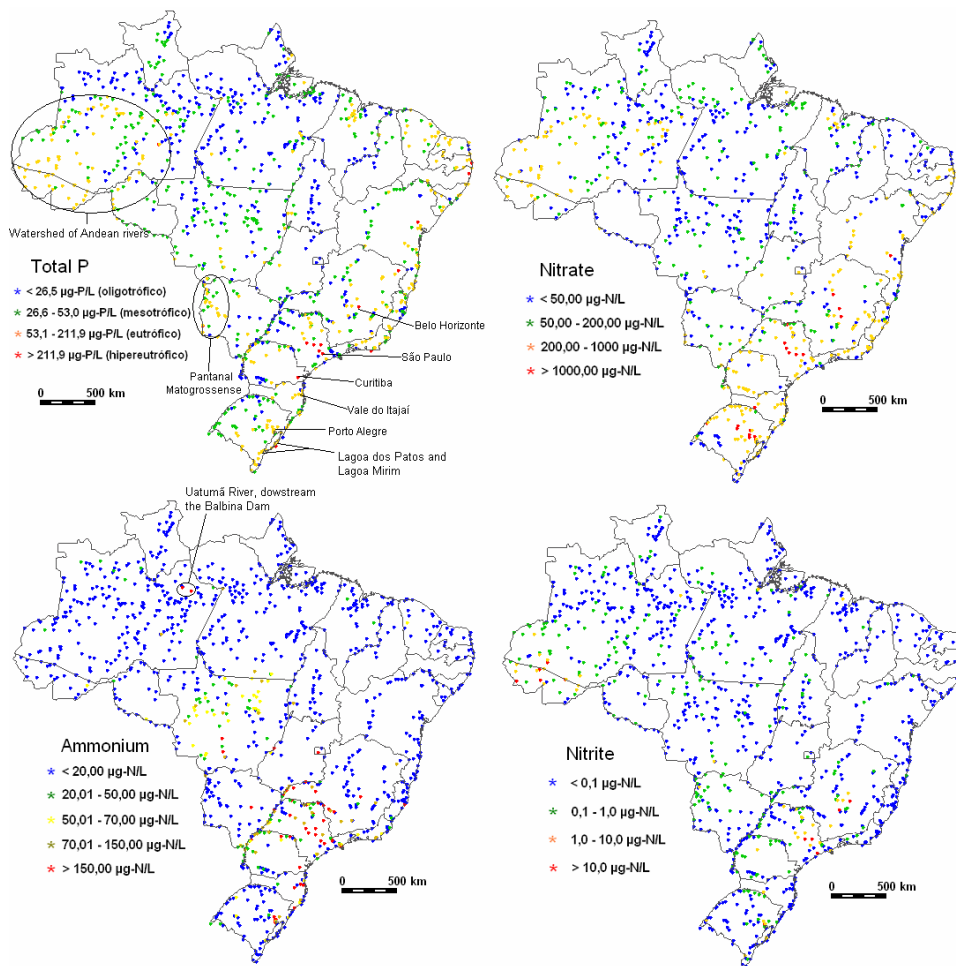 Watershed of Andean rivers
Total P
* < 26,5 µg-P/L (oligotrófico)
* 26,6 - 53,0 µg-P/L (mesotrófico)
* 53,1 - 211,9 µg-P/L (eutrófico)
* > 211,9 µg-P/L (hipereutrófico)
0 500 km
Pantanal
Matogrossense
Belo Horizonte
São Paulo
Curitiba
Vale do Itajaí
Porto Alegre
Lagoa dos Patos and
Lagoa Mirim
Nitrate
* < 50,00 µg-N/L
* 50,00 - 200,00 µg-N/L
* 200,00 - 1000 µg-N/L
* > 1000,00 µg-N/L
0 500 km
Uatumã River, dowstream
the Balbina Dam
Ammonium
* < 20,00 µg-N/L
* 20,01 - 50,00 µg-N/L
* 50,01 - 70,00 µg-N/L
* 70,01 - 150,00 µg-N/L
* > 150,00 µg-N/L
0 500 km
Nitrite
* < 0,1 µg-N/L
* 0,1 - 1,0 µg-N/L
* 1,0 - 10,0 µg-N/L
* > 10,0 µg-N/L
0 500 km